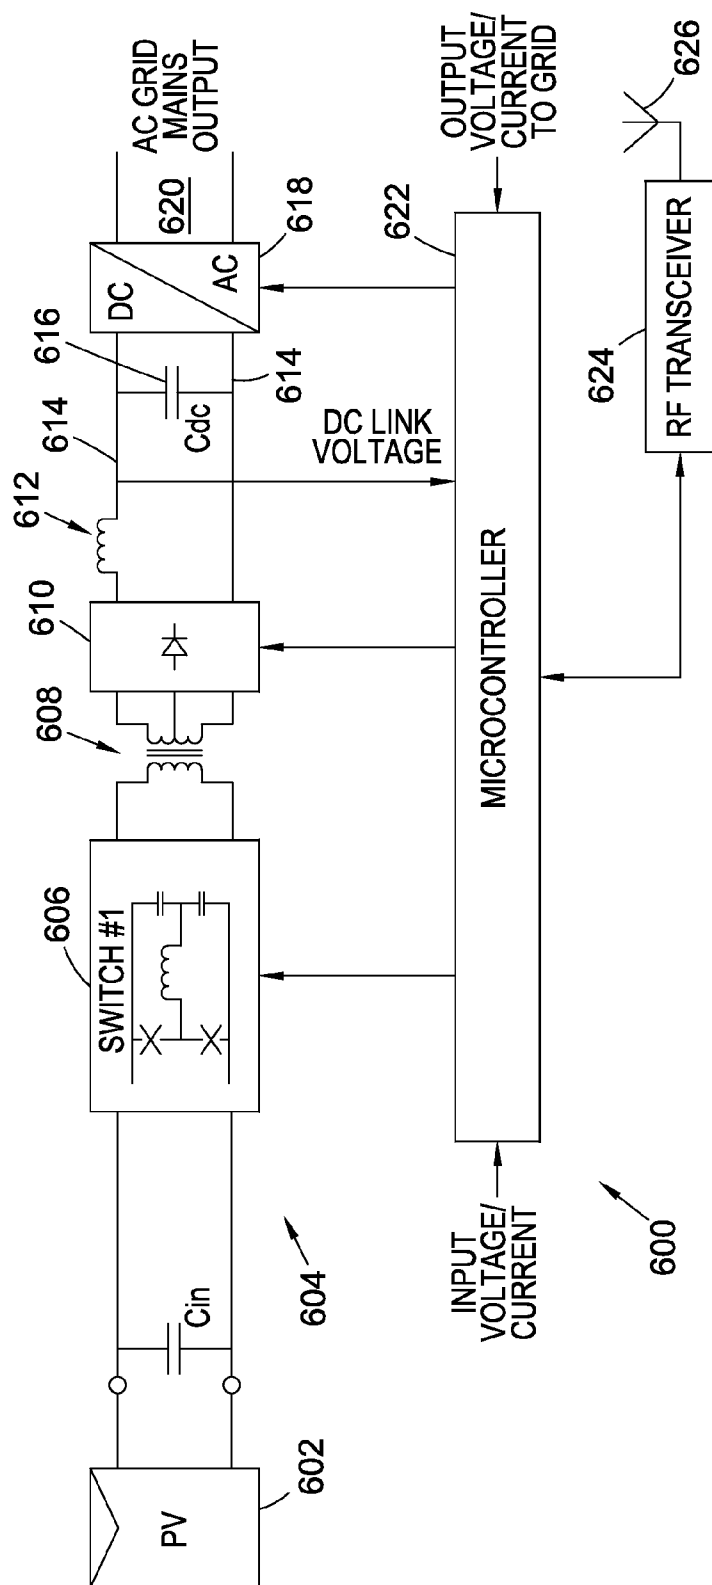 PV
602
Cin
604
SWITCH #1
606
608
610
612
614
616
Cdc
614
DC
AC
618
620
AC GRID
MAINS
OUTPUT
DC LINK
VOLTAGE
INPUT
VOLTAGE/
CURRENT
MICROCONTROLLER
622
OUTPUT
VOLTAGE/
CURRENT
TO GRID
600
RF TRANSCEIVER
624
626